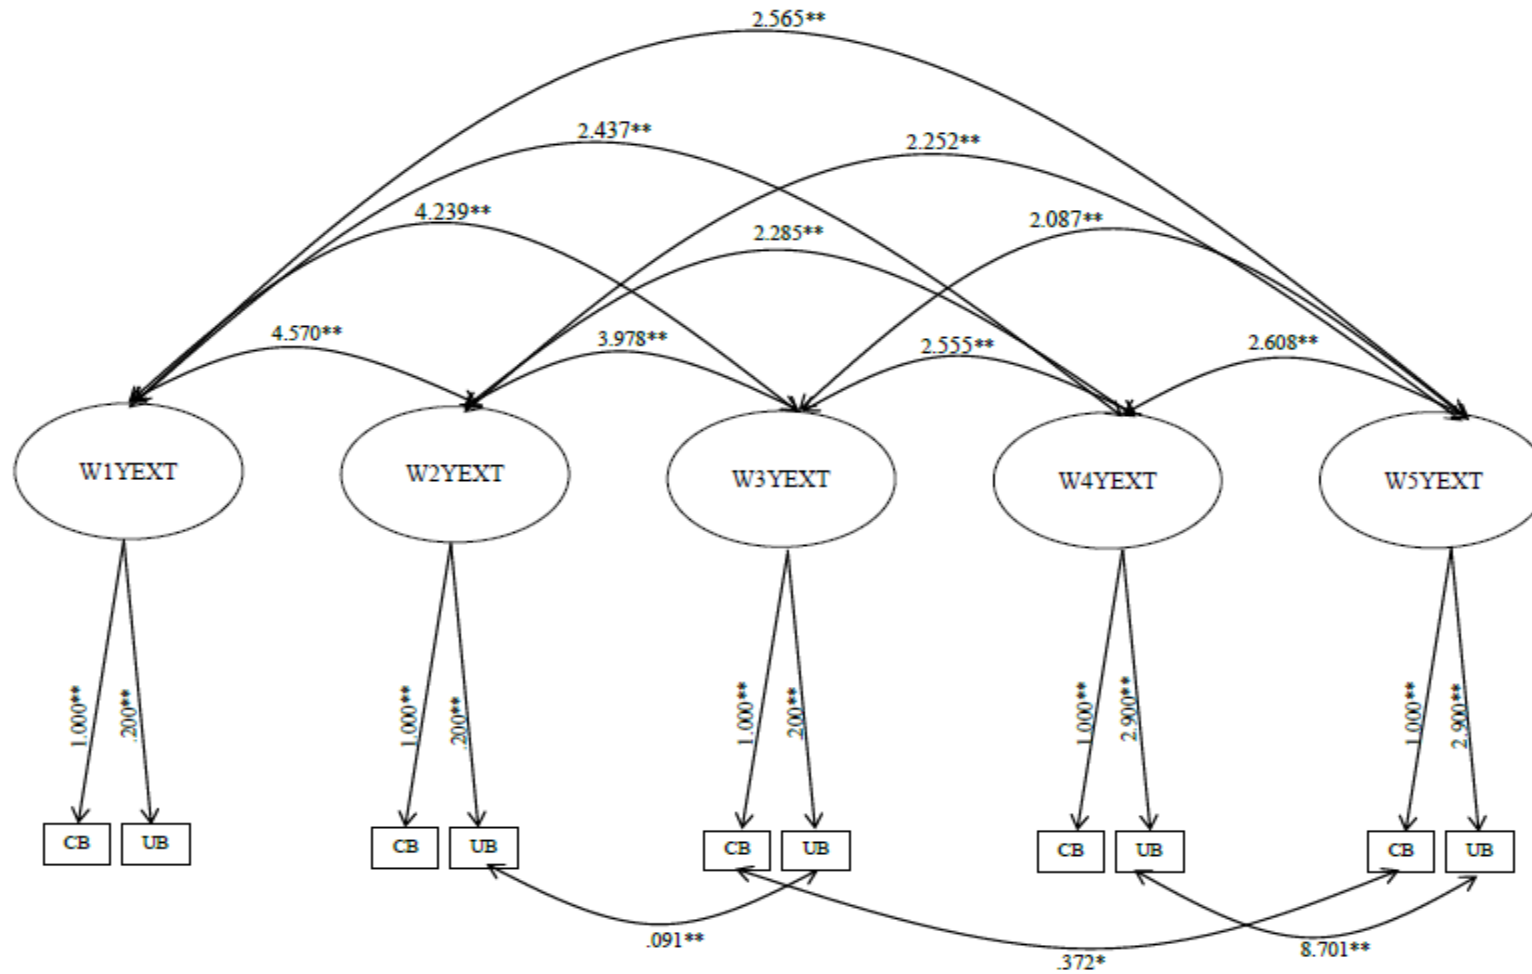 2.565**
2.437**
2.252**
4.239**
2.285**
2.087**
4.570**
3.978**
2.555**
2.608**
W1YEXT
W2YEXT
W3YEXT
W4YEXT
W5YEXT
1.000**
.200**
1.000**
.200**
1.000**
200**
1.000**
2.900**
1.000**
2.900**
CB
UB
CB
UB
CB
UB
CB
UB
CB
UB
.091**
.372*
8.701**